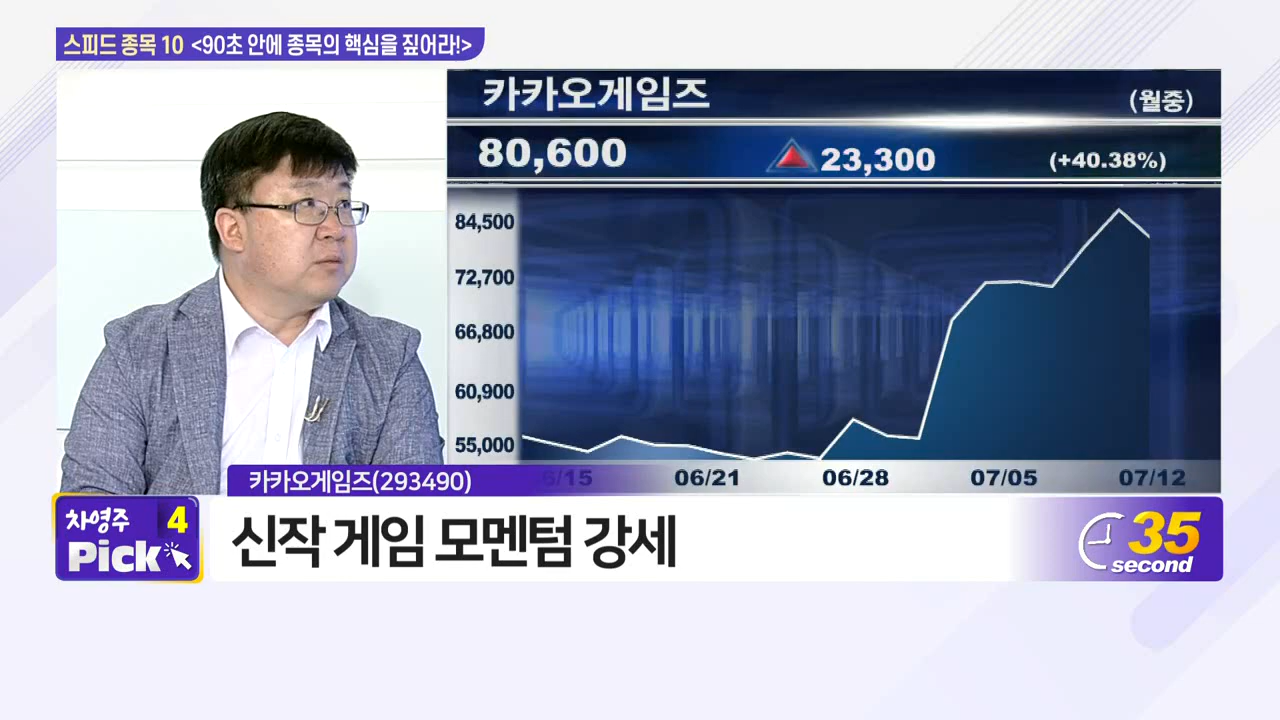 스피드 종목 10 <90초 안에 종목의 핵심을 짚어라!>
카카오게임즈 (월중)
80,600 ▲ 23,300 (+40.38%)
84,500
72,700
66,800
60,900
55,000
6/15 06/21 06/28 07/05 07/12
카카오게임즈(293490)
차영주 4
Pick
신작 게임 모멘텀 강세
35
second